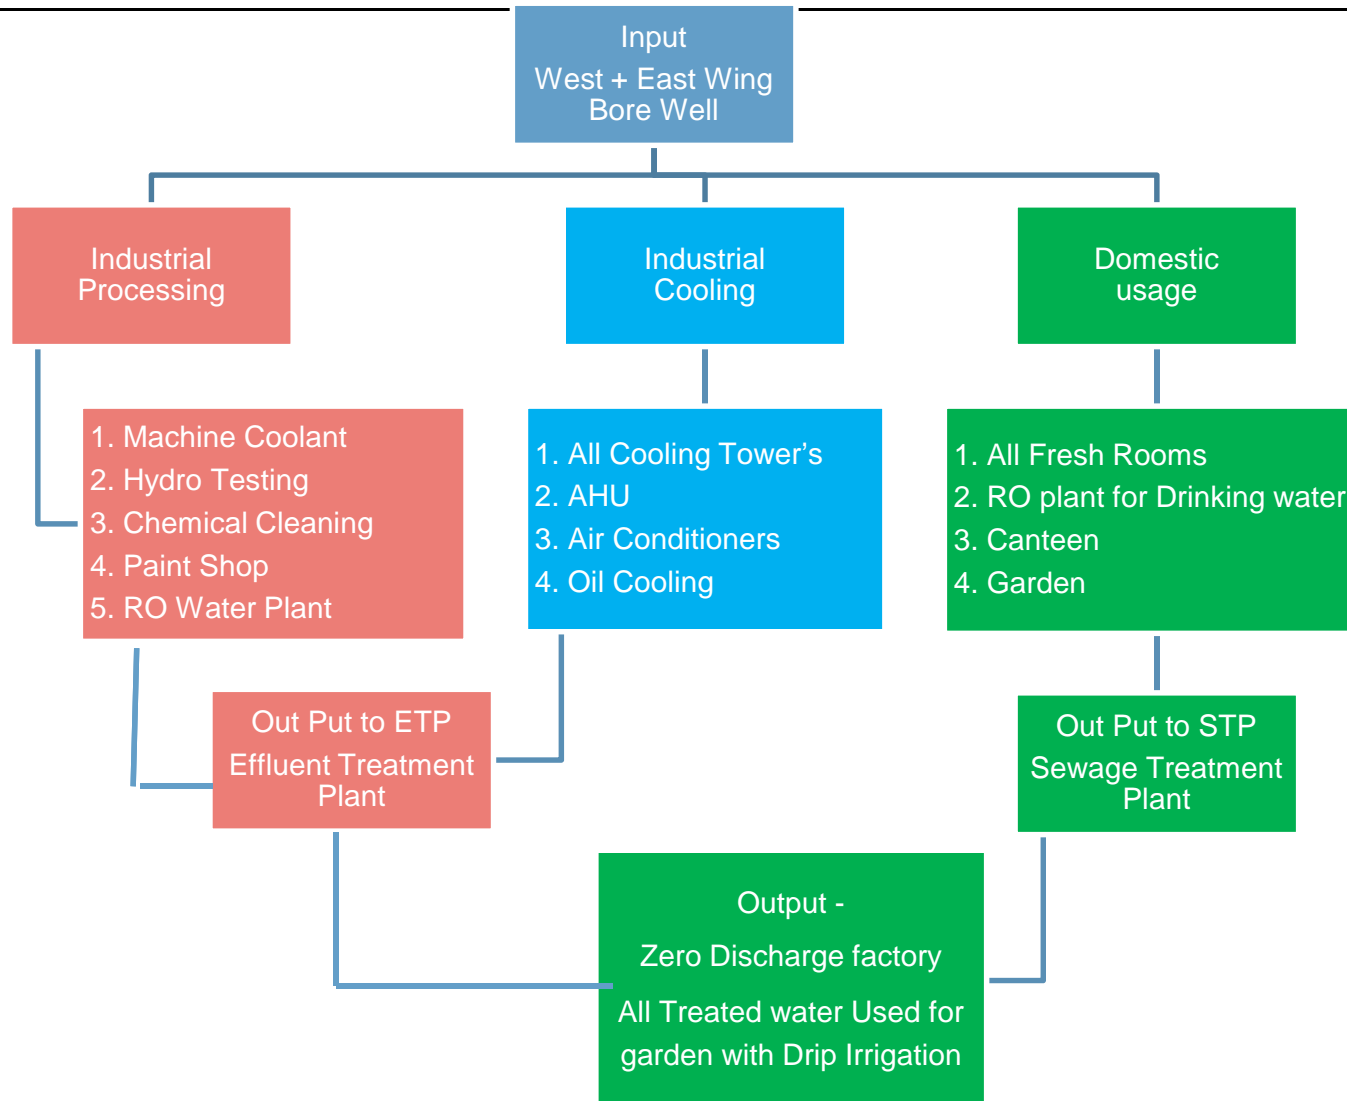 Input
West + East Wing
Bore Well
Industrial
Processing
Industrial
Cooling
Domestic
usage
1. Machine Coolant
2. Hydro Testing
3. Chemical Cleaning
4. Paint Shop
5. RO Water Plant
1. All Cooling Tower's
2. AHU
3. Air Conditioners
4. Oil Cooling
1. All Fresh Rooms
2. RO plant for Drinking water
3. Canteen
4. Garden
Out Put to ETP
Effluent Treatment
Plant
Out Put to STP
Sewage Treatment
Plant
Output -
Zero Discharge factory
All Treated water Used for
garden with Drip Irrigation